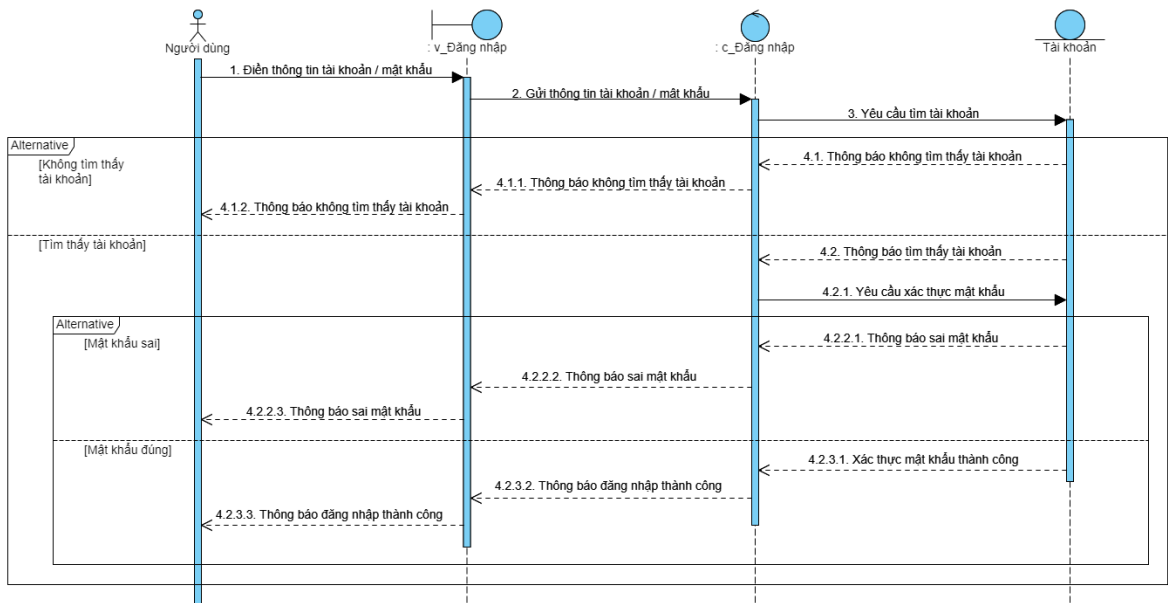 Người dùng
: v_Đăng nhập
: c_Đăng nhập
Tài khoản
1. Điền thông tin tài khoản / mật khẩu
2. Gửi thông tin tài khoản / mât khẩu
3. Yêu cầu tìm tài khoản
Alternative
[Không tìm thấy
tài khoản]
4.1. Thông báo không tìm thấy tài khoản
4.1.1. Thông báo không tìm thấy tài khoản
4.1.2. Thông báo không tìm thấy tài khoản
[Tìm thấy tài khoản]
4.2. Thông báo tìm thấy tài khoản
4.2.1. Yêu cầu xác thực mật khẩu
Alternative
[Mật khẩu sai]
4.2.2.1. Thông báo sai mật khẩu
4.2.2.2. Thông báo sai mật khẩu
4.2.2.3. Thông báo sai mật khẩu
[Mật khẩu đúng]
4.2.3.1. Xác thực mật khẩu thành công
4.2.3.2. Thông báo đăng nhập thành công
4.2.3.3. Thông báo đăng nhập thành công